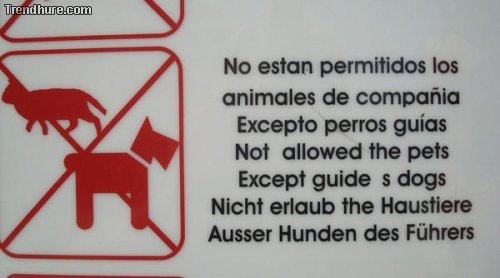 Trendhure.com
No estan permitidos los
animales de compañia
Excepto perros guías
Not allowed the pets
Except guide s dogs
Nicht erlaub the Haustiere
Ausser Hunden des Führers